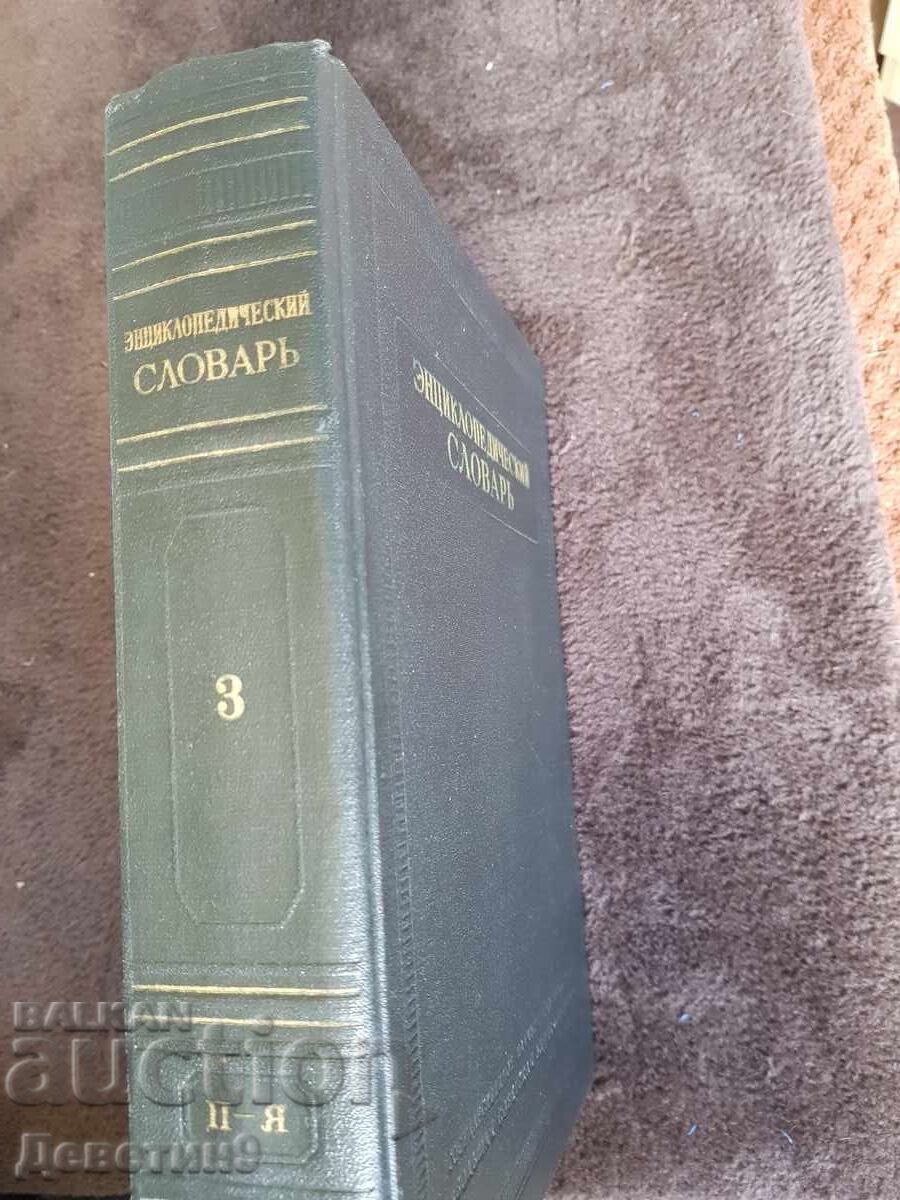 ЭНЦИКЛОПЕДИЧЕСКИЙ
СЛОВАРЬ
3
П–Я
ЭНЦИКЛОПЕДИЧЕСКИЙ
СЛОВАРЬ
BALKAN
auction
Деветин9